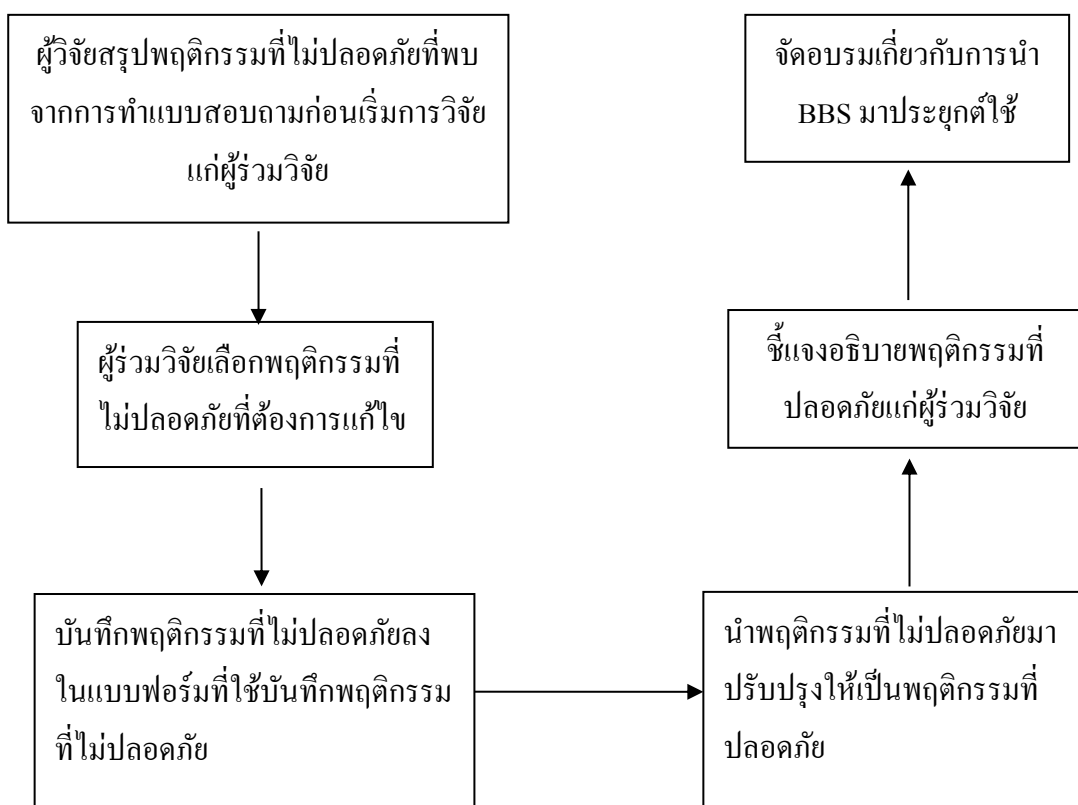 ผู้วิจัยสรุปพฤติกรรมที่ไม่ปลอดภัยที่พบ
จากการทำแบบสอบถามก่อนเริ่มการวิจัย
แก่ผู้ร่วมวิจัย
ผู้ร่วมวิจัยเลือกพฤติกรรมที่
ไม่ปลอดภัยที่ต้องการแก้ไข
บันทึกพฤติกรรมที่ไม่ปลอดภัยลง
ในแบบฟอร์มที่ใช้บันทึกพฤติกรรม
ที่ไม่ปลอดภัย
นำพฤติกรรมที่ไม่ปลอดภัยมา
ปรับปรุงให้เป็นพฤติกรรมที่
ปลอดภัย
ชี้แจงอธิบายพฤติกรรมที่
ปลอดภัยแก่ผู้ร่วมวิจัย
จัดอบรมเกี่ยวกับการนำ
BBS มาประยุกต์ใช้